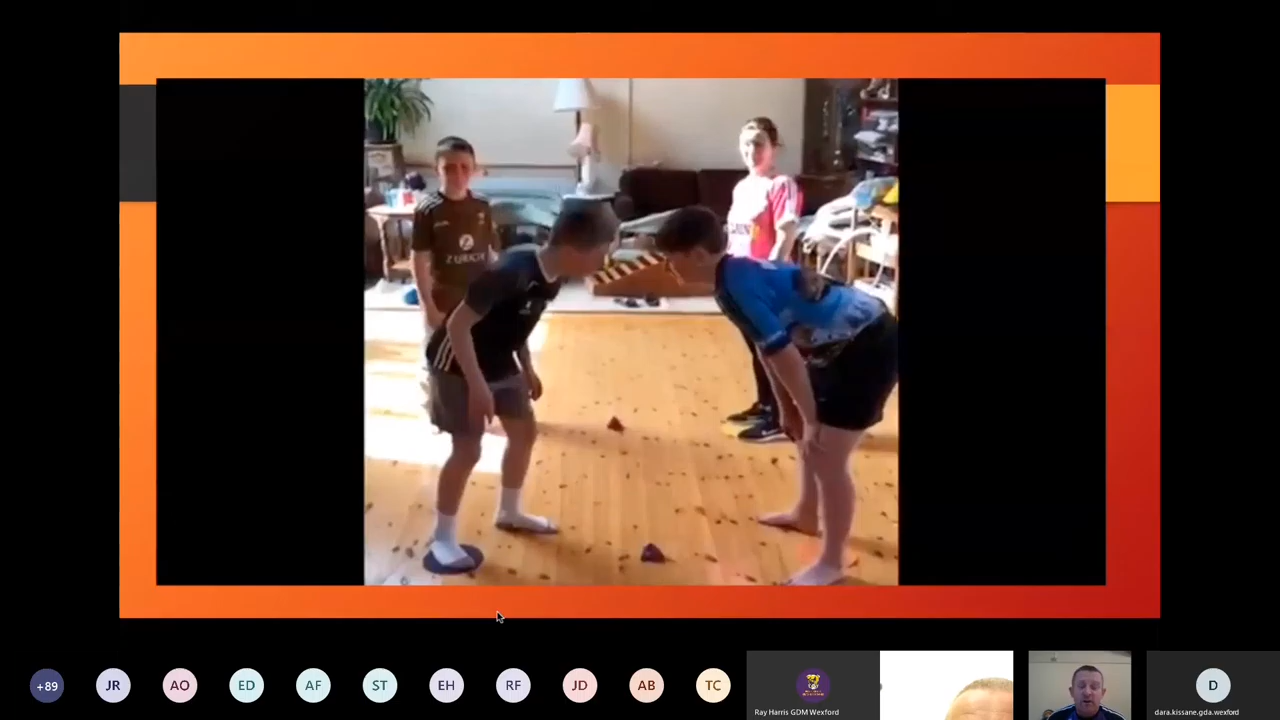 ZURICH
+89
JR
AO
ED
AF
ST
EH
RF
JD
AB
TC
Ray Harris GDM Wexford
D
dara.kissane.gda.wexford